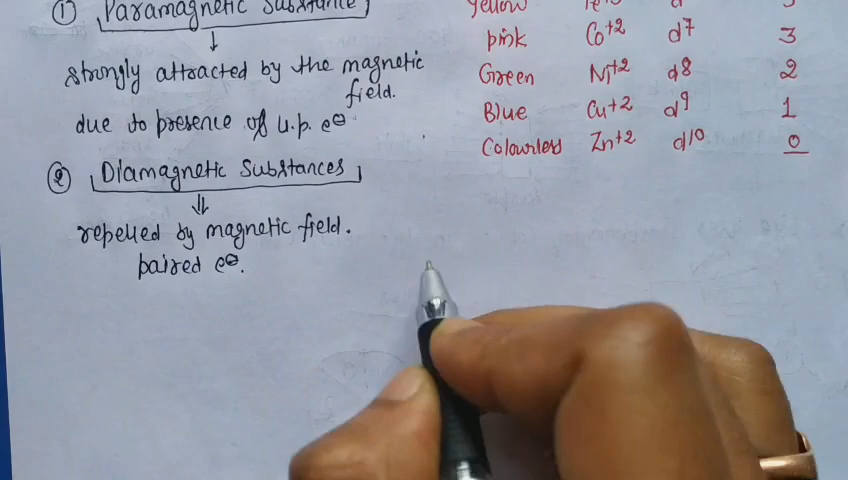 ① Paramagnetic Substance
↓
strongly attracted by the magnetic
field.
due to presence of u.p. e⊖.
② Diamagnetic Substances
⇓
repelled by magnetic field.
paired e⊖.
Yellow
pink Co+2 d7 3
Green Ni+2 d8 2
Blue Cu+2 d9 1
Colourless Zn+2 d10 0